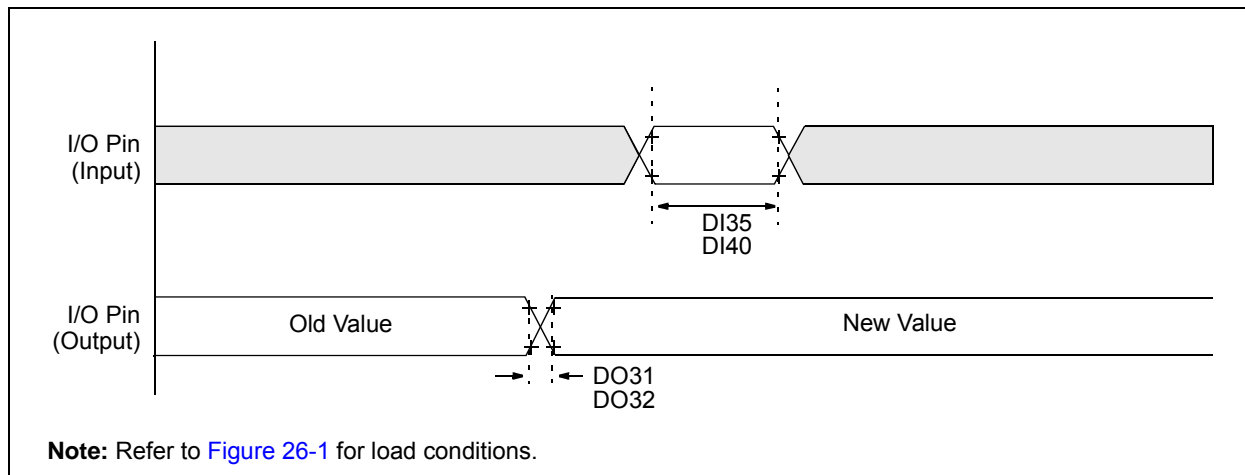 I/O Pin
(Input)
DI35
DI40
I/O Pin
(Output)
Old Value
New Value
DO31
DO32
Note: Refer to Figure 26-1 for load conditions.